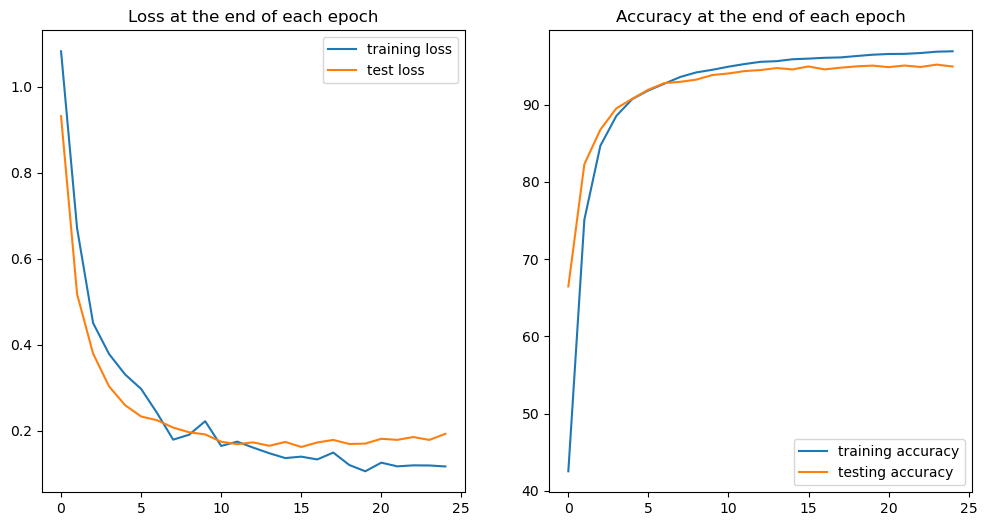 Loss at the end of each epoch
training loss
test loss
1.0
0.8
0.6
0.4
0.2
0 5 10 15 20 25
Accuracy at the end of each epoch
90
80
70
60
50
40
training accuracy
testing accuracy
0 5 10 15 20 25